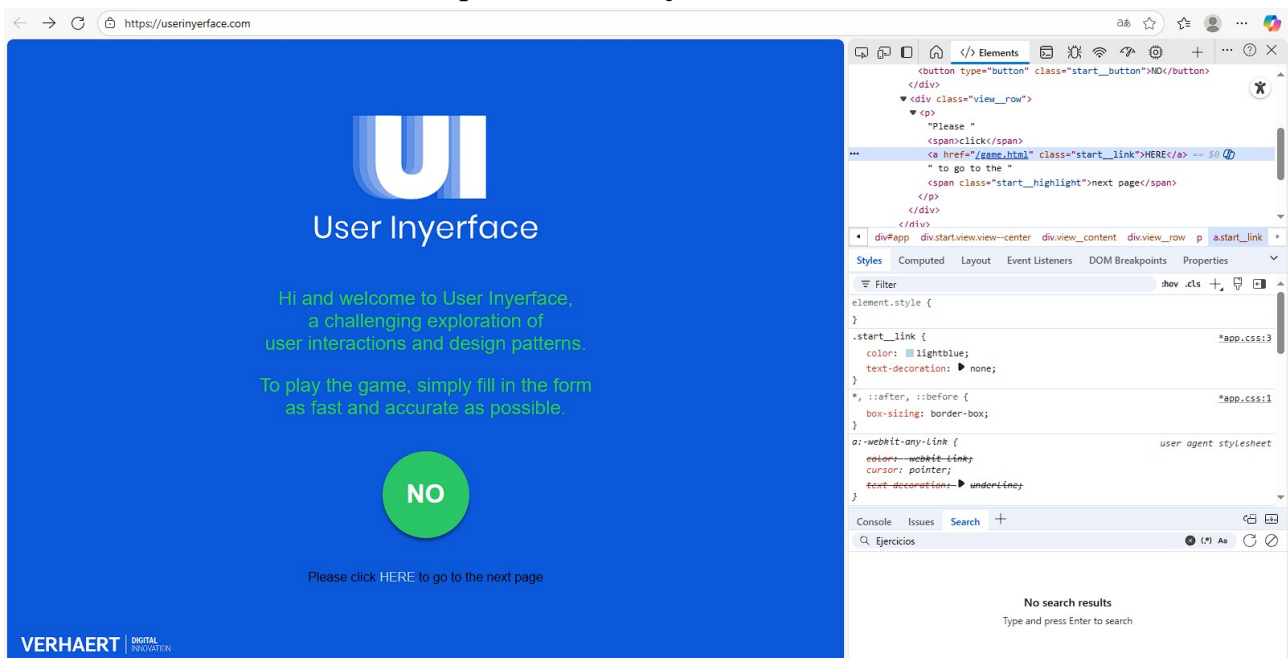 https://userinyerface.com
UI
User Inyerface
Hi and welcome to User Inyerface,
a challenging exploration of
user interactions and design patterns.
To play the game, simply fill in the form
as fast and accurate as possible.
NO
Please click HERE to go to the next page
VERHAERT DIGITAL
INNOVATION
</> Elements
<button type="button" class="start__button">NO</button>
</div>
▼<div class="view__row">
▼<p>
"Please "
<span>click</span>
··· <a href="/game.html" class="start__link">HERE</a> == $0
" to go to the "
<span class="start__highlight">next page</span>
</p>
</div>
</div>
div#app div.start.view.view--center div.view__content div.view__row p a.start__link
Styles Computed Layout Event Listeners DOM Breakpoints Properties
Filter :hov .cls
element.style {
}
.start__link { *app.css:3
color: lightblue;
text-decoration: ▶ none;
}
*, ::after, ::before { *app.css:1
box-sizing: border-box;
}
a:-webkit-any-link { user agent stylesheet
color: -webkit-link;
cursor: pointer;
text-decoration: ▶ underline;
}
Console Issues Search
Ejercicios (.*) Aa
No search results
Type and press Enter to search